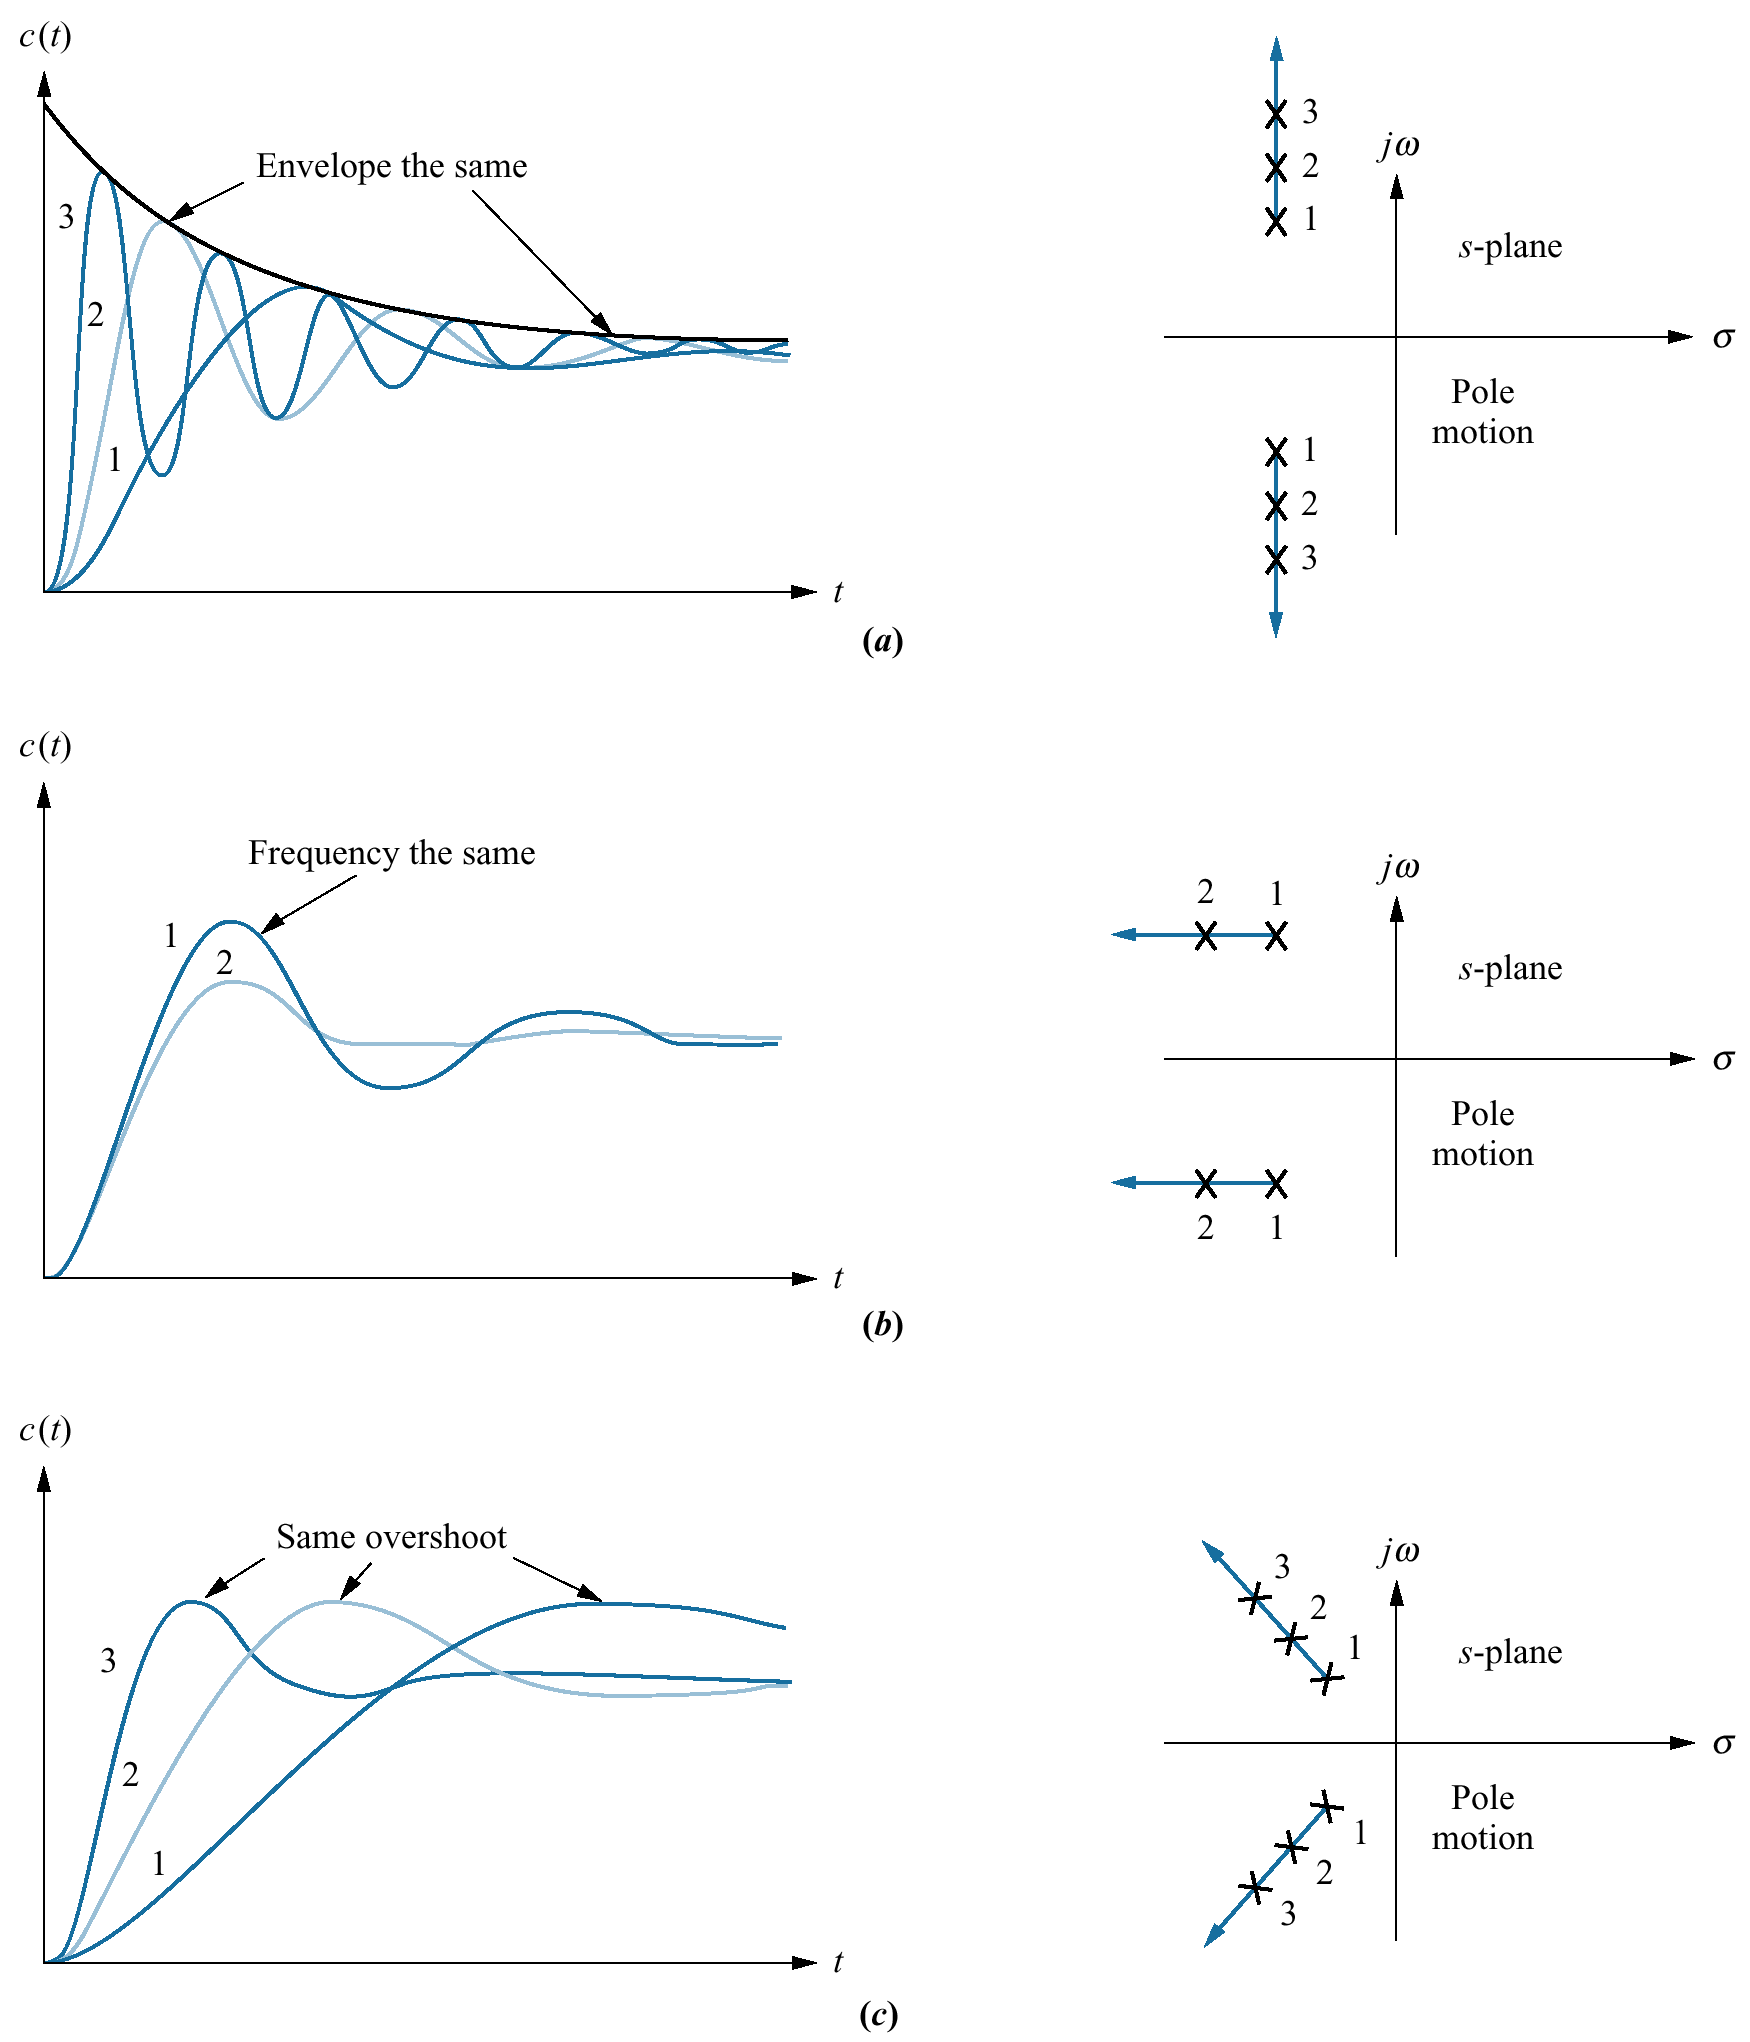 c(t)
Envelope the same
3
2
1
t
3
2
1
jω
s-plane
σ
Pole
motion
1
2
3
(a)
c(t)
Frequency the same
1
2
t
2 1
jω
s-plane
σ
Pole
motion
2 1
(b)
c(t)
Same overshoot
3
2
1
t
3
2
1
jω
s-plane
σ
Pole
motion
1
2
3
(c)